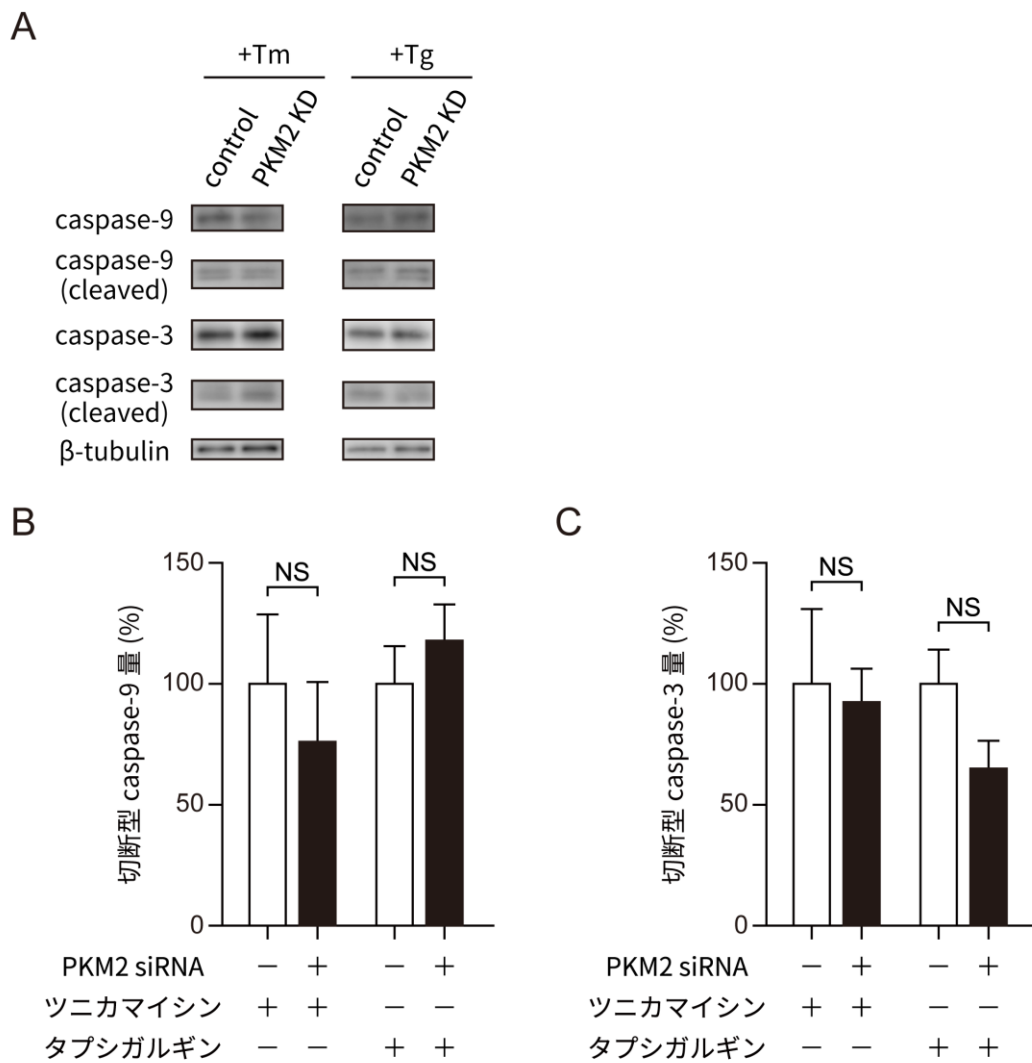 A
+Tm +Tg
control PKM2 KD control PKM2 KD
caspase-9
caspase-9
(cleaved)
caspase-3
caspase-3
(cleaved)
β-tubulin
B
切断型 caspase-9 量 (%)
150
100
50
0
NS NS
PKM2 siRNA − + − +
ツニカマイシン + + − −
タプシガルギン − − + +
C
切断型 caspase-3 量 (%)
150
100
50
0
NS NS
PKM2 siRNA − + − +
ツニカマイシン + + − −
タプシガルギン − − + +